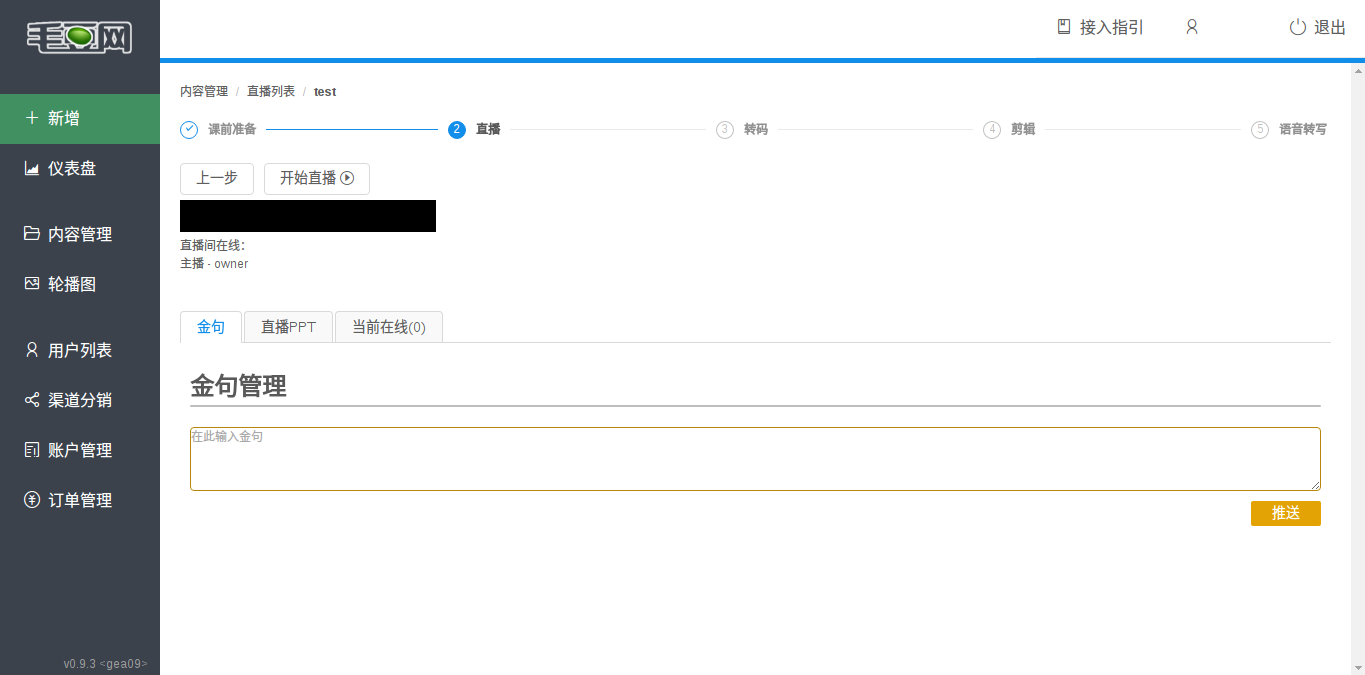 毛豆网
接入指引
退出
新增
仪表盘
内容管理
轮播图
用户列表
渠道分销
账户管理
订单管理
v0.9.3 <gea09>
内容管理 / 直播列表 / test
课前准备 2 直播 3 转码 4 剪辑 5 语音转写
上一步 开始直播
直播间在线:
主播 - owner
金句 直播PPT 当前在线(0)
金句管理
在此输入金句
推送